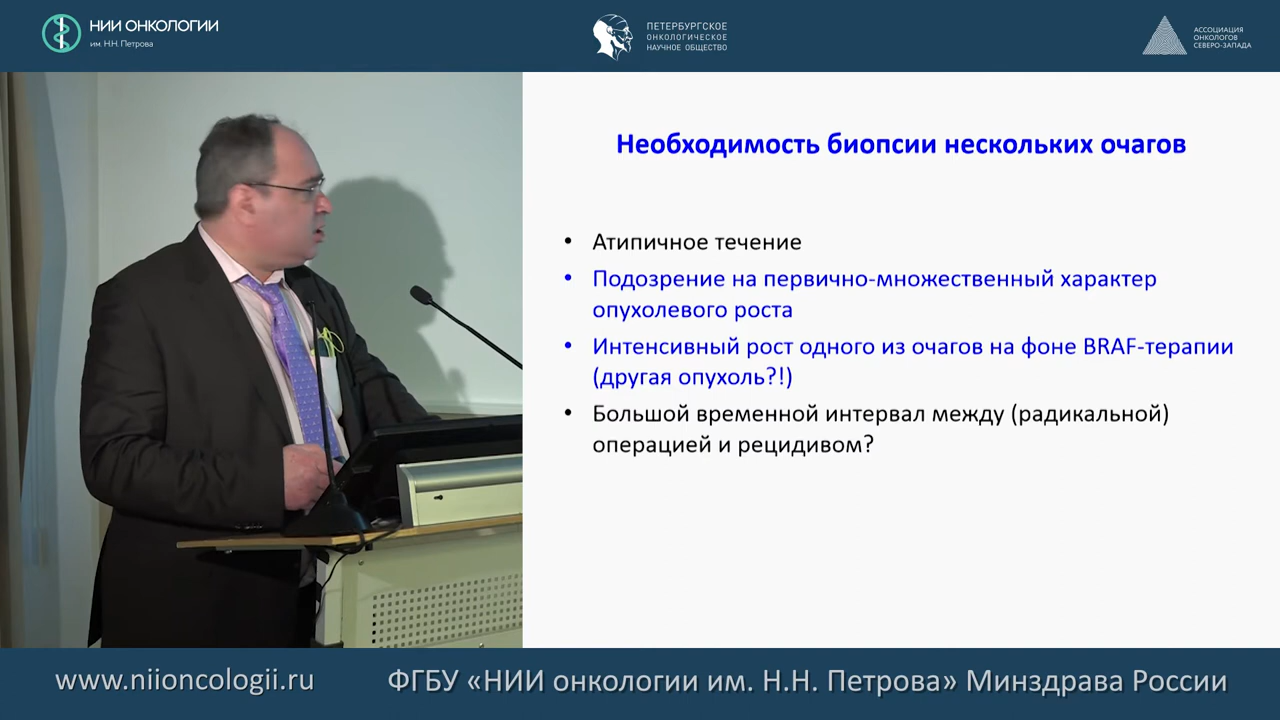 НИИ ОНКОЛОГИИ
им. Н.Н. Петрова
ПЕТЕРБУРГСКОЕ
ОНКОЛОГИЧЕСКОЕ
НАУЧНОЕ ОБЩЕСТВО
АССОЦИАЦИЯ
ОНКОЛОГОВ
СЕВЕРО-ЗАПАДА
Необходимость биопсии нескольких очагов
• Атипичное течение
• Подозрение на первично-множественный характер
опухолевого роста
• Интенсивный рост одного из очагов на фоне BRAF-терапии
(другая опухоль?!)
• Большой временной интервал между (радикальной)
операцией и рецидивом?
www.niioncologii.ru
ФГБУ «НИИ онкологии им. Н.Н. Петрова» Минздрава России